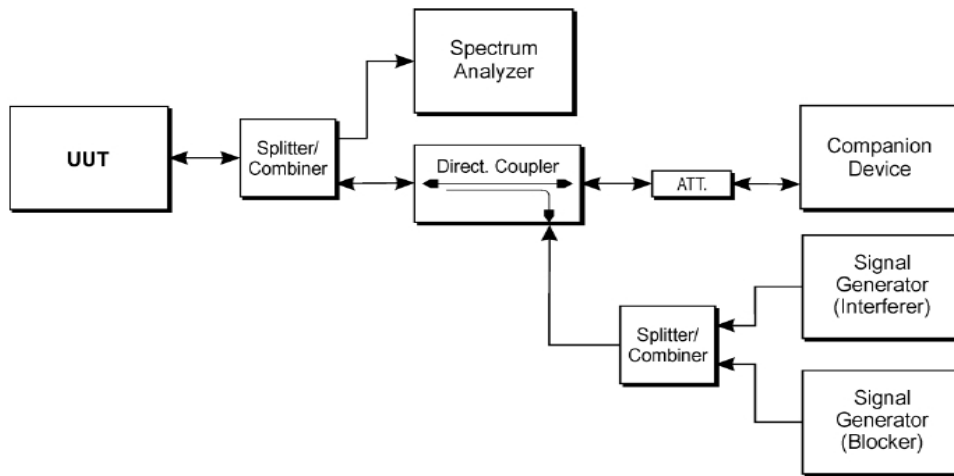 Spectrum
Analyzer
UUT
Splitter/
Combiner
Direct. Coupler
ATT.
Companion
Device
Signal
Generator
(Interferer)
Splitter/
Combiner
Signal
Generator
(Blocker)